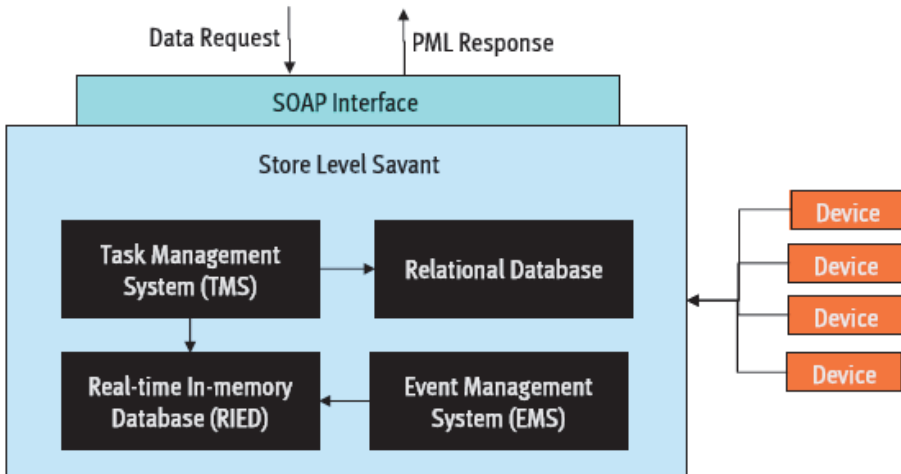 Data Request
PML Response
SOAP Interface
Store Level Savant
Task Management
System (TMS)
Relational Database
Real-time In-memory
Database (RIED)
Event Management
System (EMS)
Device
Device
Device
Device